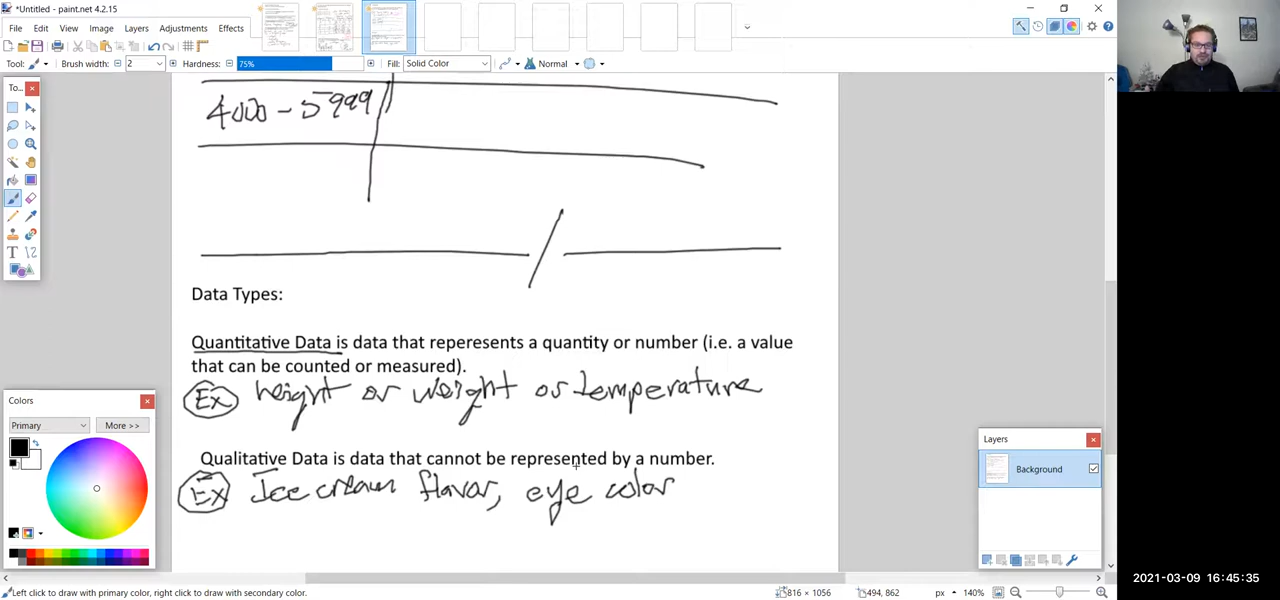 *Untitled - paint.net 4.2.15
File Edit View Image Layers Adjustments Effects
Tool: Brush width: 2 Hardness: 75% Fill: Solid Color Normal
To...
4000 - 5999
Data Types:
Quantitative Data is data that reperesents a quantity or number (i.e. a value
that can be counted or measured).
Ex height or weight or temperature
Qualitative Data is data that cannot be represented by a number.
Ex Ice cream flavor, eye color
Colors
Primary More >>
Layers
Background
Left click to draw with primary color, right click to draw with secondary color.
816 x 1056 494, 862 px 140%
2021-03-09 16:45:35